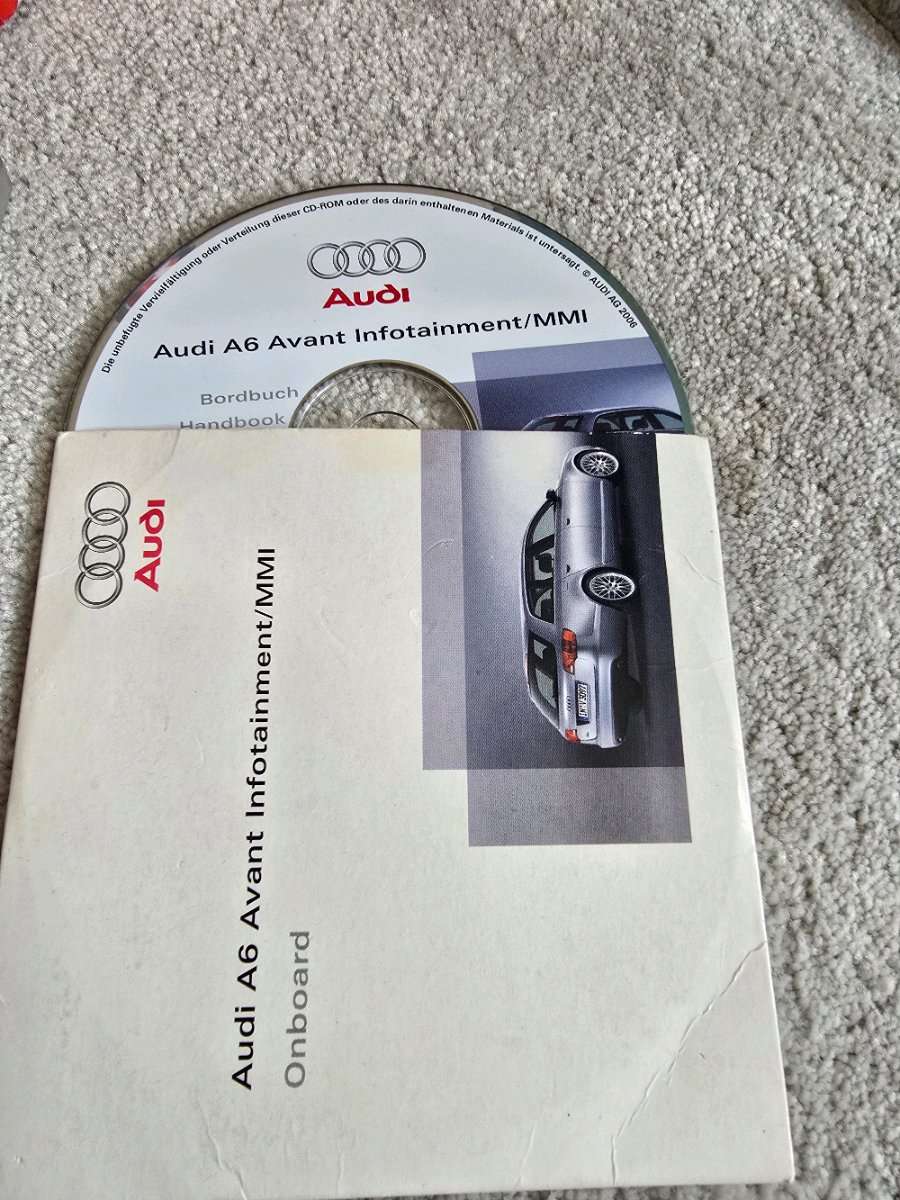 Die unbefugte Vervielfältigung oder Verteilung dieser CD-ROM oder des darin enthaltenen Materials ist untersagt. © AUDI AG 2006
Audi
Audi A6 Avant Infotainment/MMI
Bordbuch
Handbook
Audi
Audi A6 Avant Infotainment/MMI
Onboard